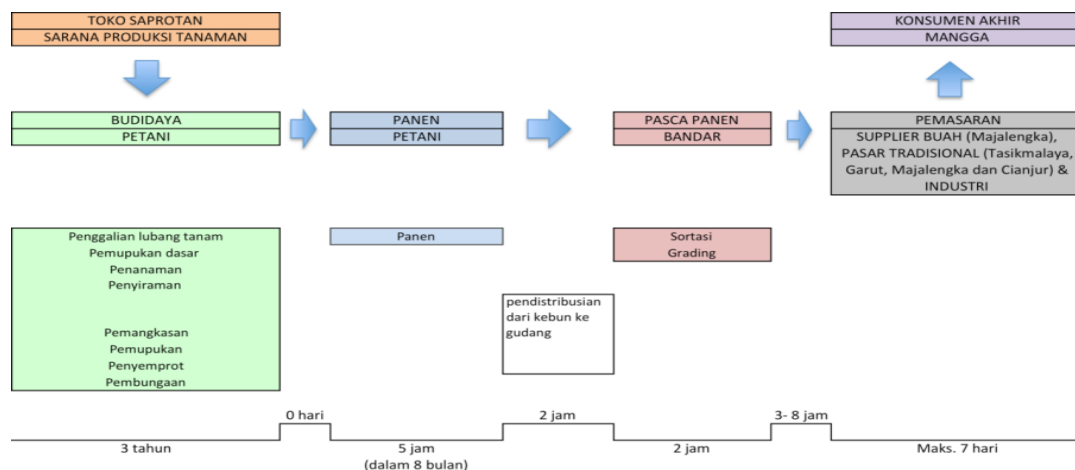 TOKO SAPROTAN
SARANA PRODUKSI TANAMAN
KONSUMEN AKHIR
MANGGA
BUDIDAYA
PETANI
PANEN
PETANI
PASCA PANEN
BANDAR
PEMASARAN
SUPPLIER BUAH (Majalengka),
PASAR TRADISIONAL (Tasikmalaya,
Garut, Majalengka dan Cianjur) &
INDUSTRI
Penggalian lubang tanam
Pemupukan dasar
Penanaman
Penyiraman
Pemangkasan
Pemupukan
Penyemprot
Pembungaan
Panen
pendistribusian
dari kebun ke
gudang
Sortasi
Grading
0 hari
2 jam
3- 8 jam
3 tahun
5 jam
(dalam 8 bulan)
2 jam
Maks. 7 hari